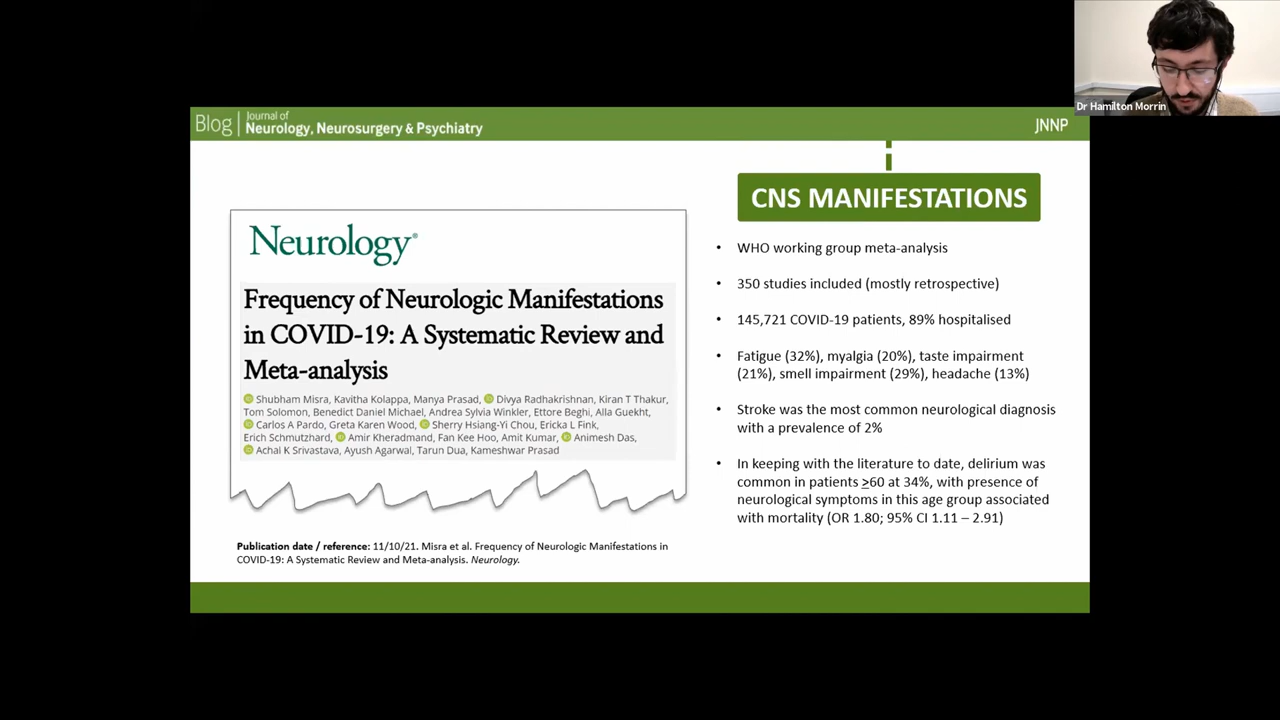 Dr Hamilton Morrin
Blog | Journal of
Neurology, Neurosurgery & Psychiatry
JNNP
Neurology®
Frequency of Neurologic Manifestations
in COVID-19: A Systematic Review and
Meta-analysis
Shubham Misra, Kavitha Kolappa, Manya Prasad, Divya Radhakrishnan, Kiran T Thakur,
Tom Solomon, Benedict Daniel Michael, Andrea Sylvia Winkler, Ettore Beghi, Alla Guekht,
Carlos A Pardo, Greta Karen Wood, Sherry Hsiang-Yi Chou, Ericka L Fink,
Erich Schmutzhard, Amir Kheradmand, Fan Kee Hoo, Amit Kumar, Animesh Das,
Achal K Srivastava, Ayush Agarwal, Tarun Dua, Kameshwar Prasad
Publication date / reference: 11/10/21. Misra et al. Frequency of Neurologic Manifestations in
COVID-19: A Systematic Review and Meta-analysis. Neurology.
CNS MANIFESTATIONS
• WHO working group meta-analysis
• 350 studies included (mostly retrospective)
• 145,721 COVID-19 patients, 89% hospitalised
• Fatigue (32%), myalgia (20%), taste impairment
(21%), smell impairment (29%), headache (13%)
• Stroke was the most common neurological diagnosis
with a prevalence of 2%
• In keeping with the literature to date, delirium was
common in patients >60 at 34%, with presence of
neurological symptoms in this age group associated
with mortality (OR 1.80; 95% CI 1.11 – 2.91)